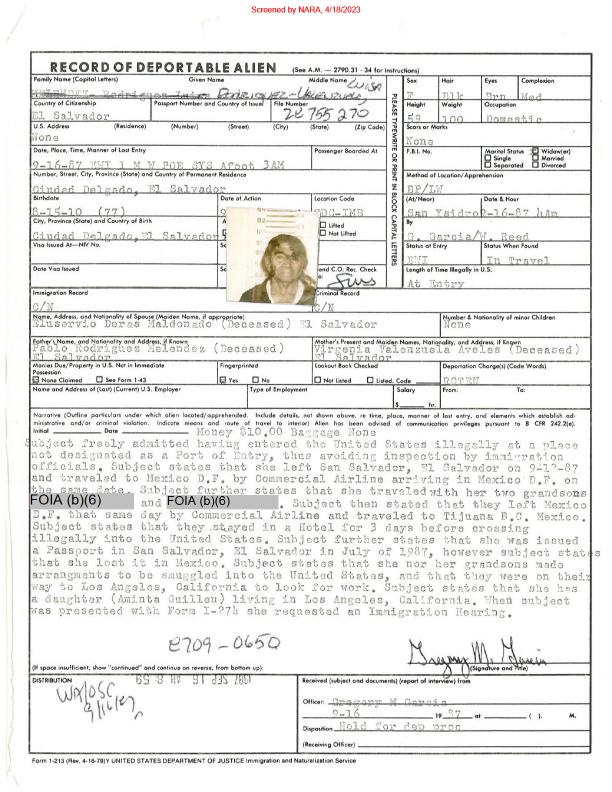 Screened by NARA, 4/18/2023
RECORD OF DEPORTABLE ALIEN (See A.M. — 2790.31 - 34 for Instructions)
Family Name (Capital Letters) Given Name Middle Name Sex Hair Eyes Complexion
MELENDEZ- Rodriguez Luisa RODRIGUEZ-VALENZUELA LUISA F Blk Brn Med
Country of Citizenship Passport Number and Country of Issue File Number Height Weight Occupation
El Salvador 28 755 270 59 100 Domestic
U.S. Address (Residence) (Number) (Street) (City) (State) (Zip Code) Scars or Marks
None None
Date, Place, Time, Manner of Last Entry Passenger Boarded At F.B.I. No. Marital Status Widow(er)
Single Married
Separated Divorced
9-16-87 EWI 1 M W POE SYS Afoot 3AM
Number, Street, City, Province (State) and Country of Permanent Residence Method of Location/Apprehension
Ciudad Delgado, El Salvador BP/LW
Birthdate Date of Action Location Code (At/Near) Date & Hour
8-15-10 (77) 9 SDC-IMB San Ysidro 9-16-87 4Am
City, Province (State) and Country of Birth Lifted By
Not Lifted
Ciudad Delgado, El Salvador G. Garcia/W. Reed
Visa Issued At—NIV No. Status at Entry Status When Found
EWI In Travel
Date Visa Issued end C.O. Rec. Check Length of Time Illegally in U.S.
At Entry
Immigration Record Criminal Record
C/N C/N
PLEASE TYPEWRITE OR PRINT IN BLOCK CAPITAL LETTERS
Name, Address, and Nationality of Spouse (Maiden Name, if appropriate) Number & Nationality of minor Children
Eluservio Deras Maldonado (Deceased) El Salvador None
Father's Name, and Nationality and Address, if Known Mother's Present and Maiden Names, Nationality, and Address, if Known
Pablo Rodriguez Melendez (Deceased) Virgenia Valenzuela Aveles (Deceased)
El Salvador El Salvador
Monies Due/Property in U.S. Not in Immediate Possession Fingerprinted Lookout Book Checked Deportation Charge(s) (Code Words)
None Claimed See Form 1-43 Yes No Not Listed Listed, Code
Name and Address of (Last) (Current) U.S. Employer Type of Employment Salary From: To:
$ hr.
Narrative (Outline particulars under which alien located/apprehended. Include details, not shown above, re time, place, manner of last entry, and elements which establish ad-
ministrative and/or criminal violation. Indicate means and route of travel to interior) Alien has been advised of communication privileges pursuant to 8 CFR 242.2(e).
Initial Date Money $10.00 Baggage None
Subject freely admitted having entered the United States illegally at a place
not designated as a Port of Entry, thus avoiding inspection by immigration
officials. Subject states that she left San Salvador, El Salvador on 9-12-87
and traveled to Mexico D.F. by Commercial Airline arriving in Mexico D.F. on
the same date. Subject further states that she traveled with her two grandsons
FOIA (b)(6) and FOIA (b)(6) . Subject then stated that they left Mexico
D.F. that same day by Commercial Airline and traveled to Tijuana B.C. Mexico.
Subject states that they stayed in a Hotel for 3 days before crossing
illegally into the United States. Subject further states that she was issued
a Passport in San Salvador, El Salvador in July of 1987, however subject states
that she lost it in Mexico. Subject states that she nor her grandsons made
arrangments to be smuggled into the United States, and that they were on their
way to Los Angeles, California to look for work. Subject states that she has
a daughter (Aminta Guillen) living in Los Angeles, California. When subject
was presented with Form I-274 she requested an Immigration Hearing.
8709-0650
Gregory M. Garcia
(If space insufficient, show "continued" and continue on reverse, from bottom up): (Signature and Title)
DISTRIBUTION 1987 SEP 16 AM 8 59 Received (subject and documents) (report of interview) from
WA/OSC
9/16/87
Officer: Gregory M Garcia
9-16 19 87 at ( ). M.
Disposition: Hold for dep proc
(Receiving Officer)
Form 1-213 (Rev. 4-16-79)Y UNITED STATES DEPARTMENT OF JUSTICE Immigration and Naturalization Service